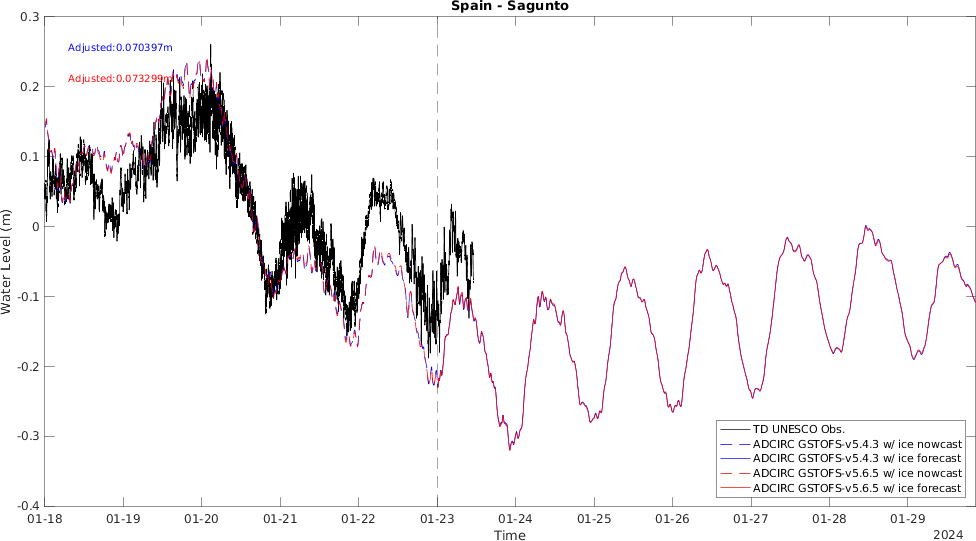 Spain - Sagunto
Adjusted:0.070397m
Adjusted:0.073299m
Water Level (m)
0.3
0.2
0.1
0
-0.1
-0.2
-0.3
-0.4
TD UNESCO Obs.
ADCIRC GSTOFS-v5.4.3 w/ ice nowcast
ADCIRC GSTOFS-v5.4.3 w/ ice forecast
ADCIRC GSTOFS-v5.6.5 w/ ice nowcast
ADCIRC GSTOFS-v5.6.5 w/ ice forecast
01-18 01-19 01-20 01-21 01-22 01-23 01-24 01-25 01-26 01-27 01-28 01-29
Time
2024